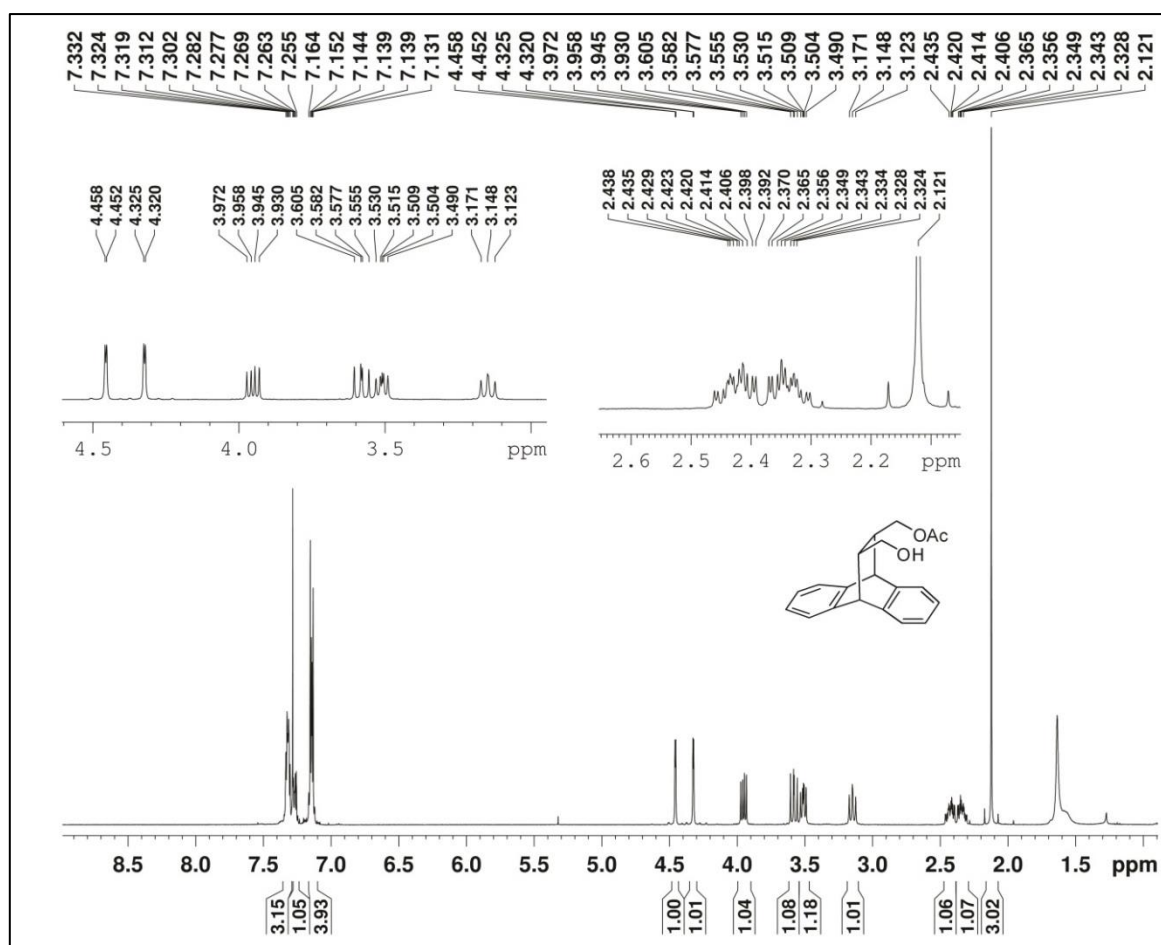 7.332 7.324 7.319 7.312 7.302 7.282 7.277 7.269 7.263 7.255 7.164 7.152 7.144 7.139 7.139 7.131 4.458 4.452 4.325 4.320 3.972 3.958 3.945 3.930 3.605 3.582 3.577 3.555 3.530 3.515 3.509 3.504 3.490 3.171 3.148 3.123 2.435 2.420 2.414 2.406 2.365 2.356 2.349 2.343 2.328 2.121
4.458 4.452 4.325 4.320 3.972 3.958 3.945 3.930 3.605 3.582 3.577 3.555 3.530 3.515 3.509 3.504 3.490 3.171 3.148 3.123
2.438 2.435 2.429 2.423 2.420 2.414 2.406 2.398 2.392 2.370 2.365 2.356 2.349 2.343 2.334 2.328 2.324 2.121
4.5 4.0 3.5 ppm
2.6 2.5 2.4 2.3 2.2 ppm
OAc
OH
8.5 8.0 7.5 7.0 6.5 6.0 5.5 5.0 4.5 4.0 3.5 3.0 2.5 2.0 1.5 ppm
3.15 1.05 3.93 1.00 1.01 1.04 1.08 1.18 1.01 1.06 1.07 3.02